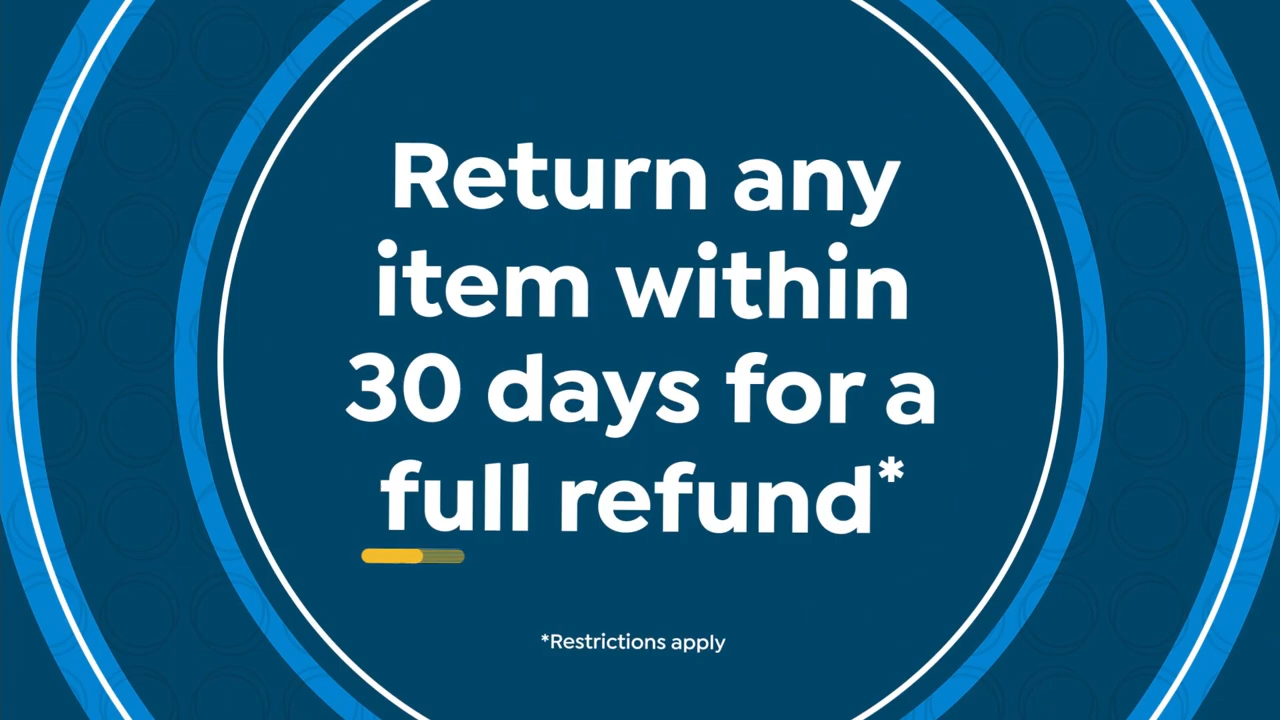 Return any
item within
30 days for a
full refund*
*Restrictions apply